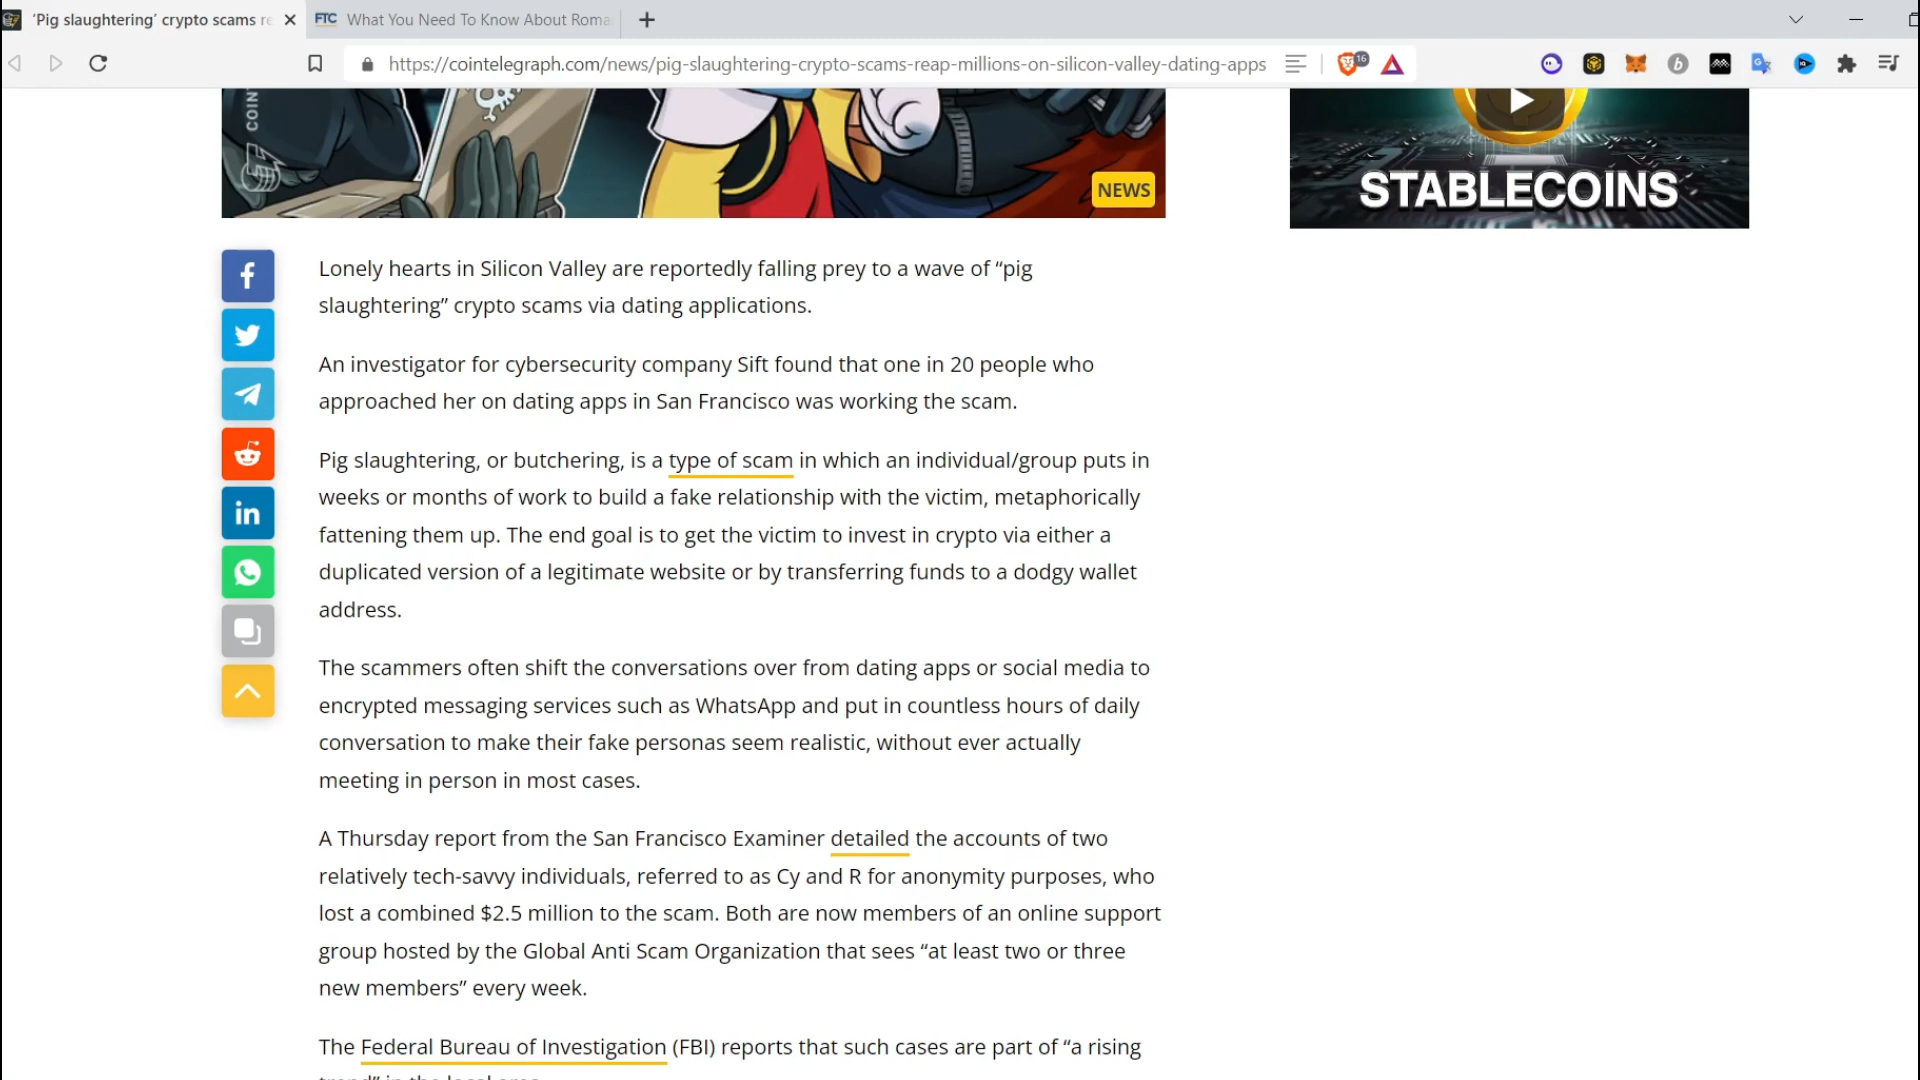 'Pig slaughtering' crypto scams re
FTC What You Need To Know About Roma
https://cointelegraph.com/news/pig-slaughtering-crypto-scams-reap-millions-on-silicon-valley-dating-apps
16
COIN
NEWS
STABLECOINS
Lonely hearts in Silicon Valley are reportedly falling prey to a wave of “pig
slaughtering” crypto scams via dating applications.
An investigator for cybersecurity company Sift found that one in 20 people who
approached her on dating apps in San Francisco was working the scam.
Pig slaughtering, or butchering, is a type of scam in which an individual/group puts in
weeks or months of work to build a fake relationship with the victim, metaphorically
fattening them up. The end goal is to get the victim to invest in crypto via either a
duplicated version of a legitimate website or by transferring funds to a dodgy wallet
address.
The scammers often shift the conversations over from dating apps or social media to
encrypted messaging services such as WhatsApp and put in countless hours of daily
conversation to make their fake personas seem realistic, without ever actually
meeting in person in most cases.
A Thursday report from the San Francisco Examiner detailed the accounts of two
relatively tech-savvy individuals, referred to as Cy and R for anonymity purposes, who
lost a combined $2.5 million to the scam. Both are now members of an online support
group hosted by the Global Anti Scam Organization that sees “at least two or three
new members” every week.
The Federal Bureau of Investigation (FBI) reports that such cases are part of “a rising
trend” in the local area